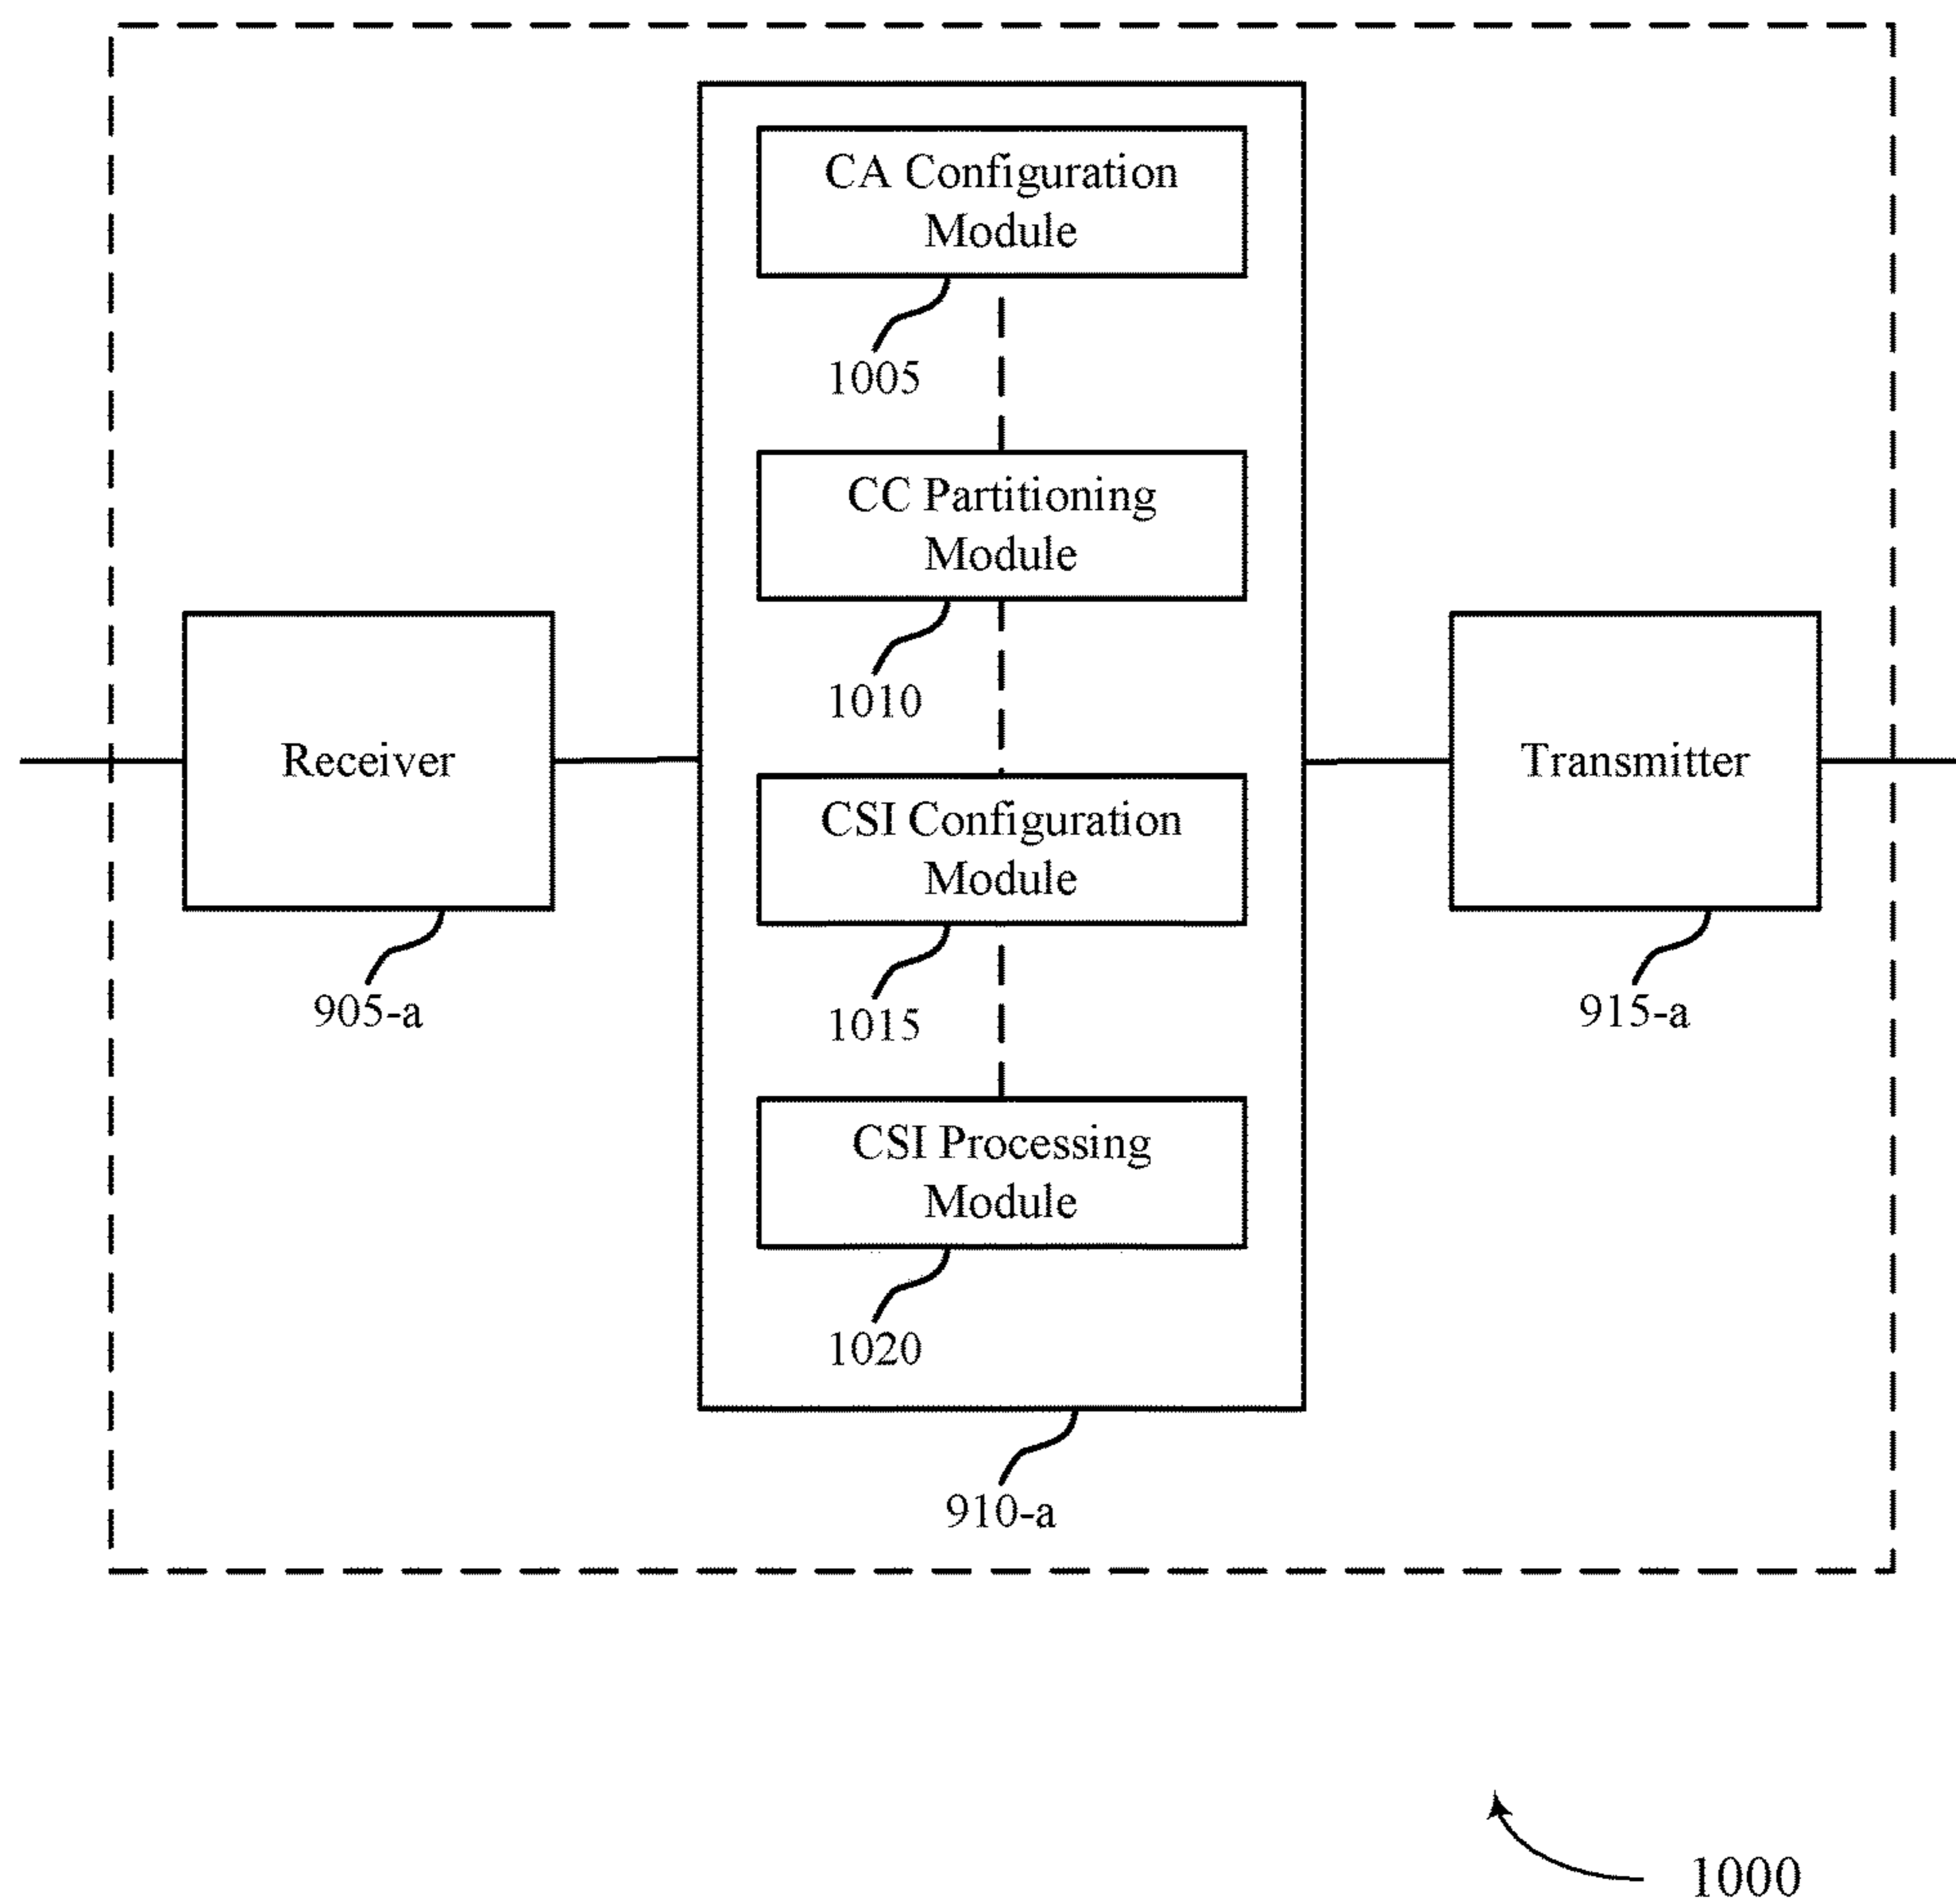 CA Configuration
Module
1005
CC Partitioning
Module
1010
Receiver
905-a
CSI Configuration
Module
1015
Transmitter
915-a
CSI Processing
Module
1020
910-a
1000